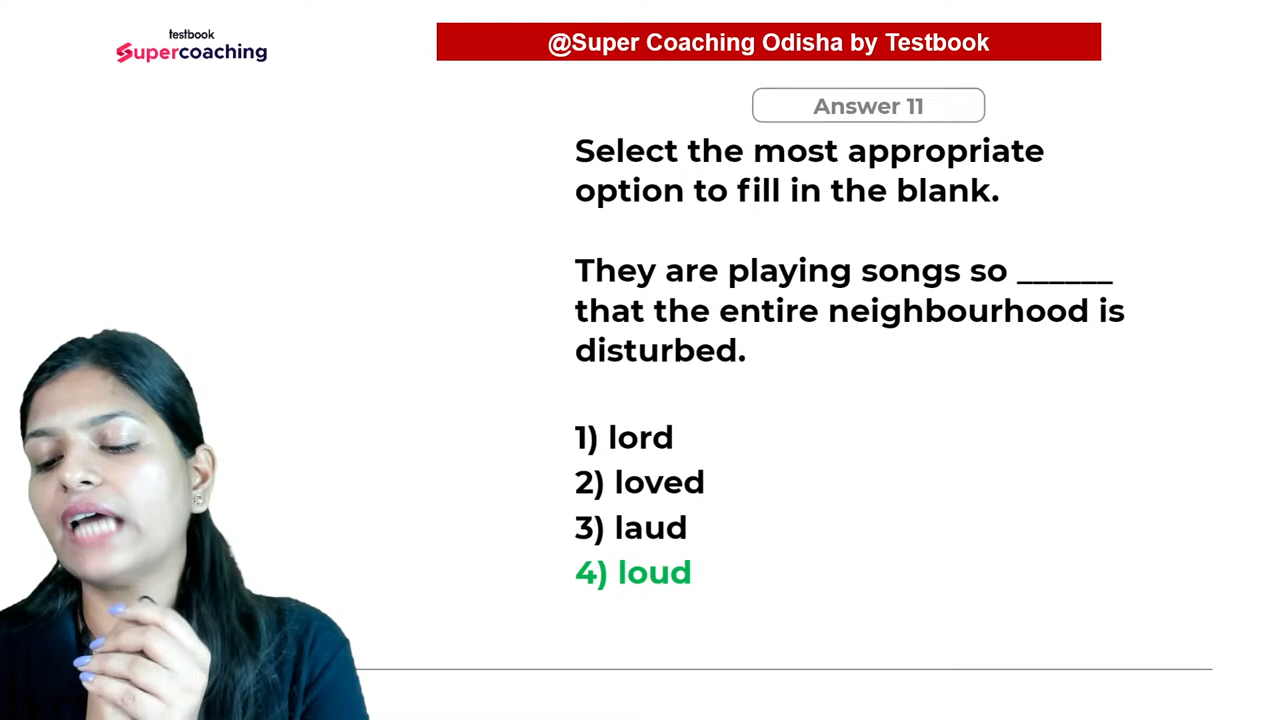 testbook
Supercoaching
@Super Coaching Odisha by Testbook
Answer 11
Select the most appropriate
option to fill in the blank.
They are playing songs so ______
that the entire neighbourhood is
disturbed.
1) lord
2) loved
3) laud
4) loud